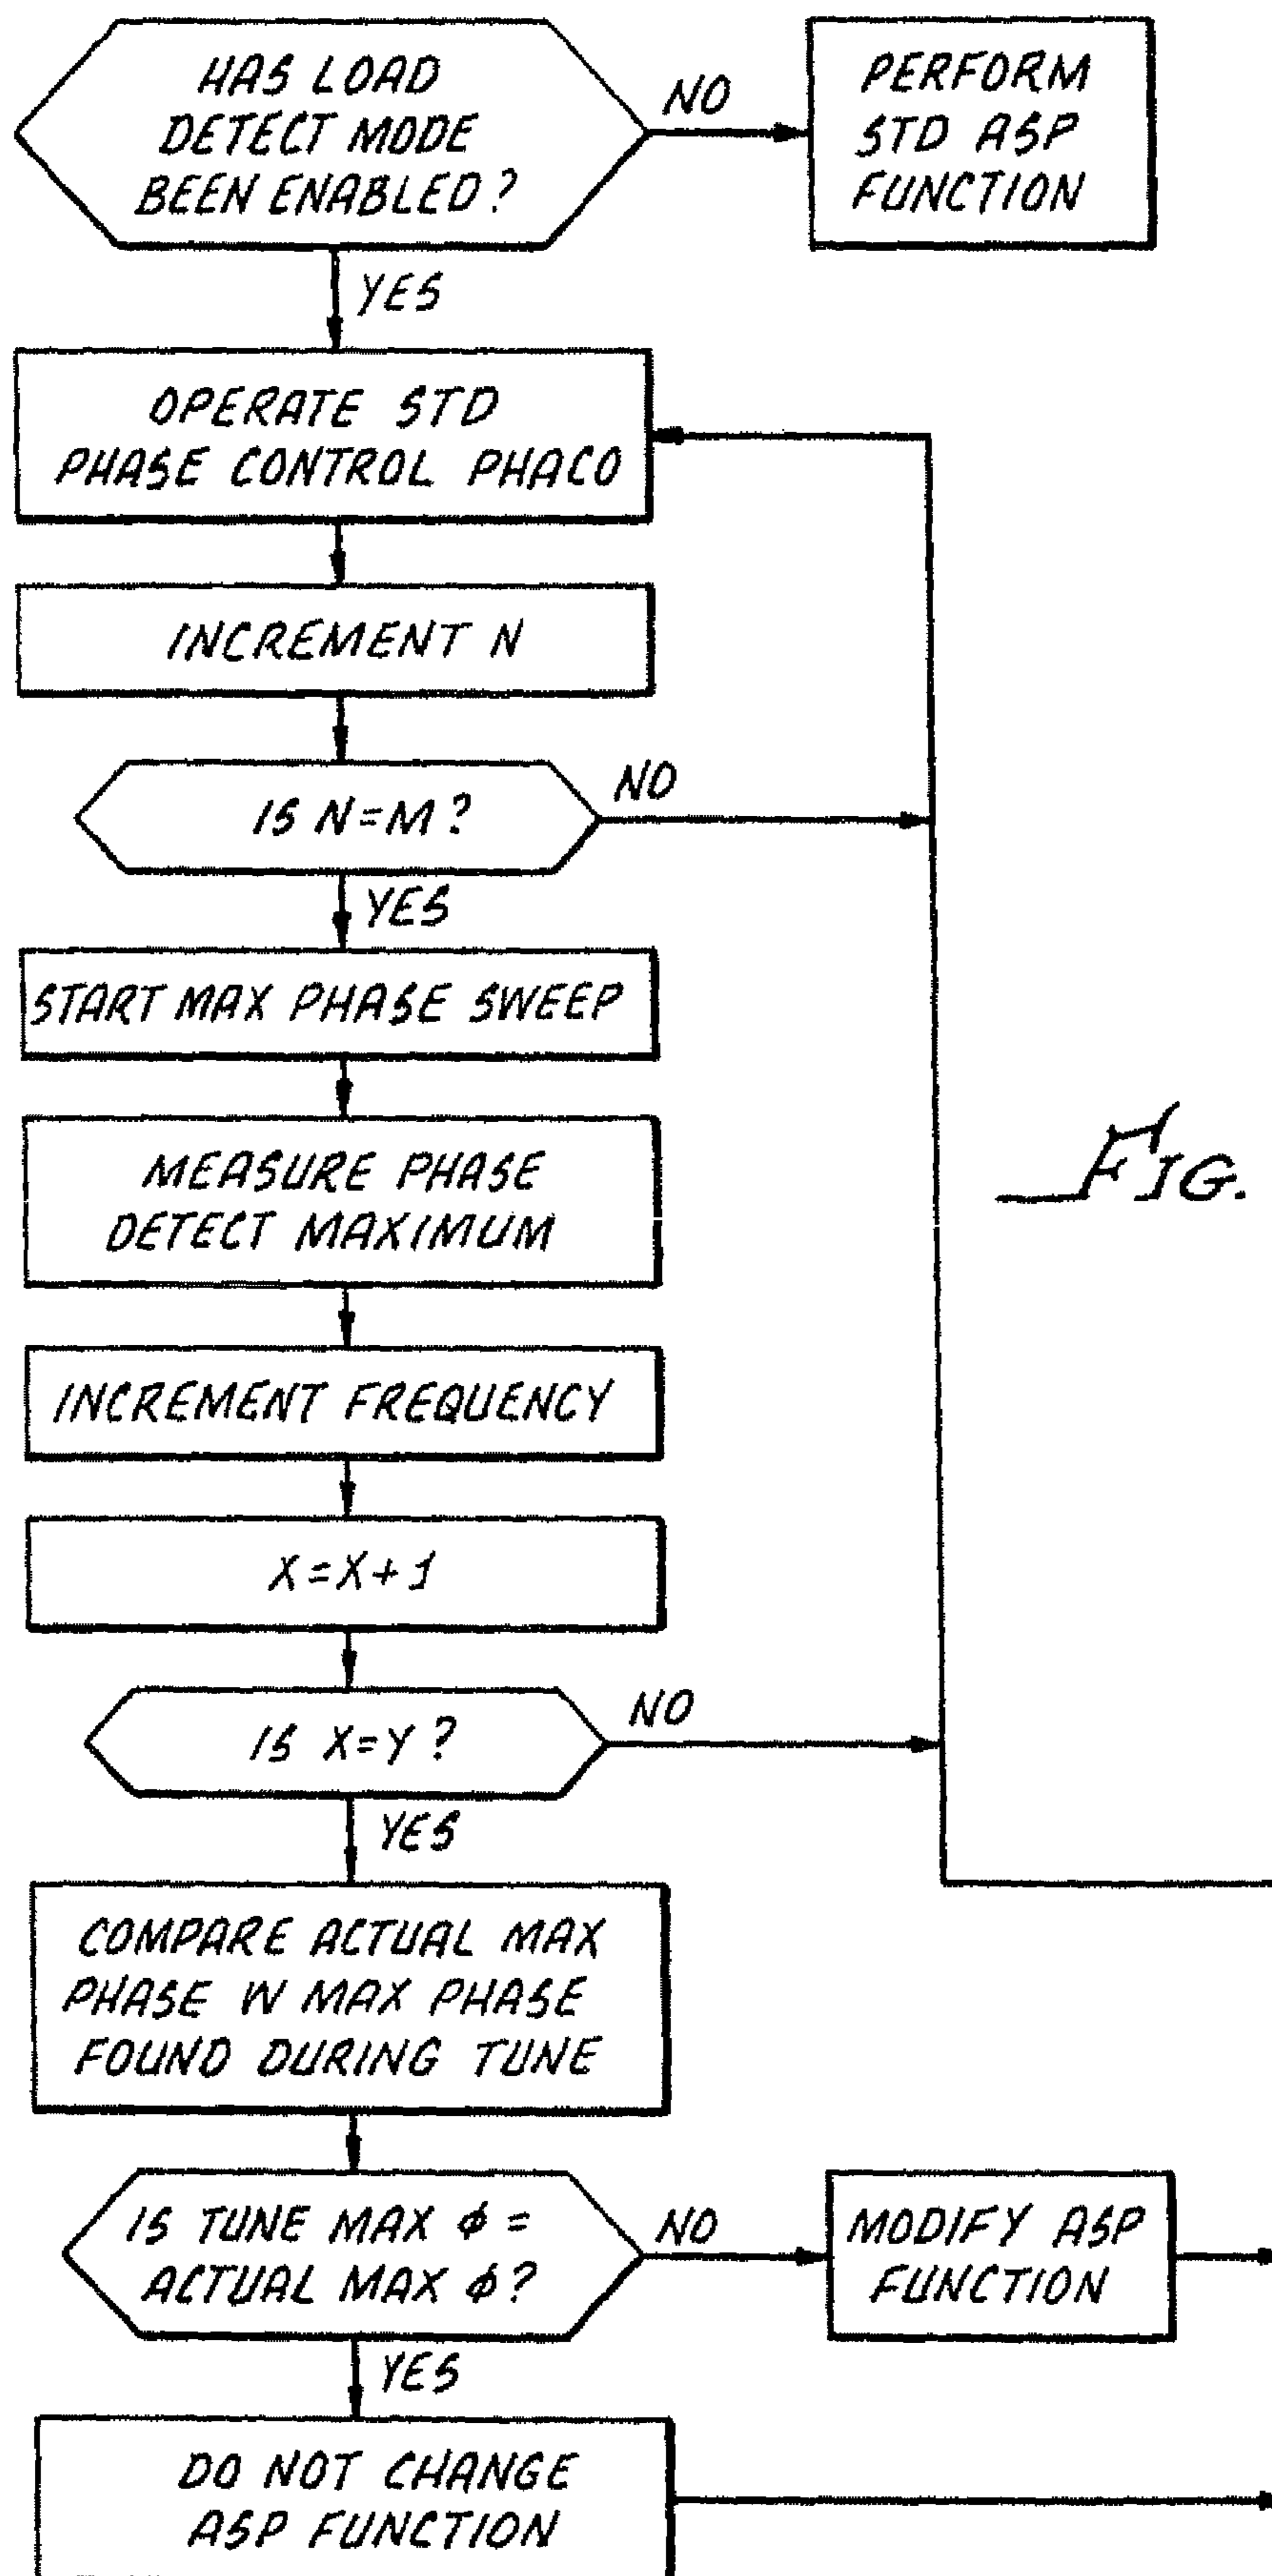 HAS LOAD
DETECT MODE
BEEN ENABLED?
NO
PERFORM
STD ASP
FUNCTION
YES
OPERATE STD
PHASE CONTROL PHACO
INCREMENT N
IS N=M?
NO
YES
START MAX PHASE SWEEP
MEASURE PHASE
DETECT MAXIMUM
FIG.
INCREMENT FREQUENCY
X=X+1
IS X=Y?
NO
YES
COMPARE ACTUAL MAX
PHASE W MAX PHASE
FOUND DURING TUNE
IS TUNE MAX ϕ =
ACTUAL MAX ϕ?
NO
MODIFY ASP
FUNCTION
YES
DO NOT CHANGE
ASP FUNCTION